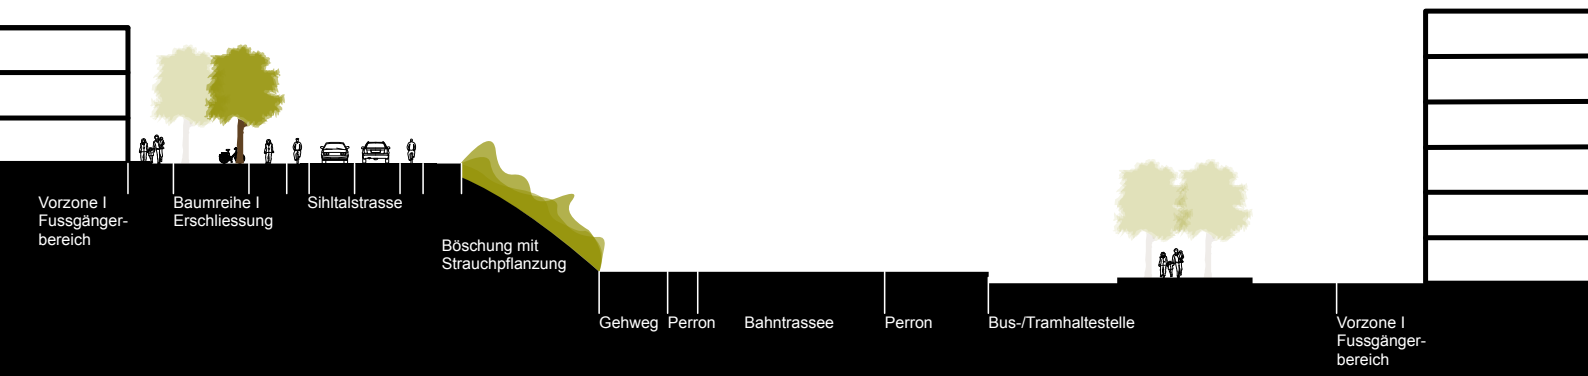 Vorzone I
Fussgänger-
bereich
Baumreihe I
Erschliessung
Sihltalstrasse
Böschung mit
Strauchpflanzung
Gehweg
Perron
Bahntrassee
Perron
Bus-/Tramhaltestelle
Vorzone I
Fussgänger-
bereich